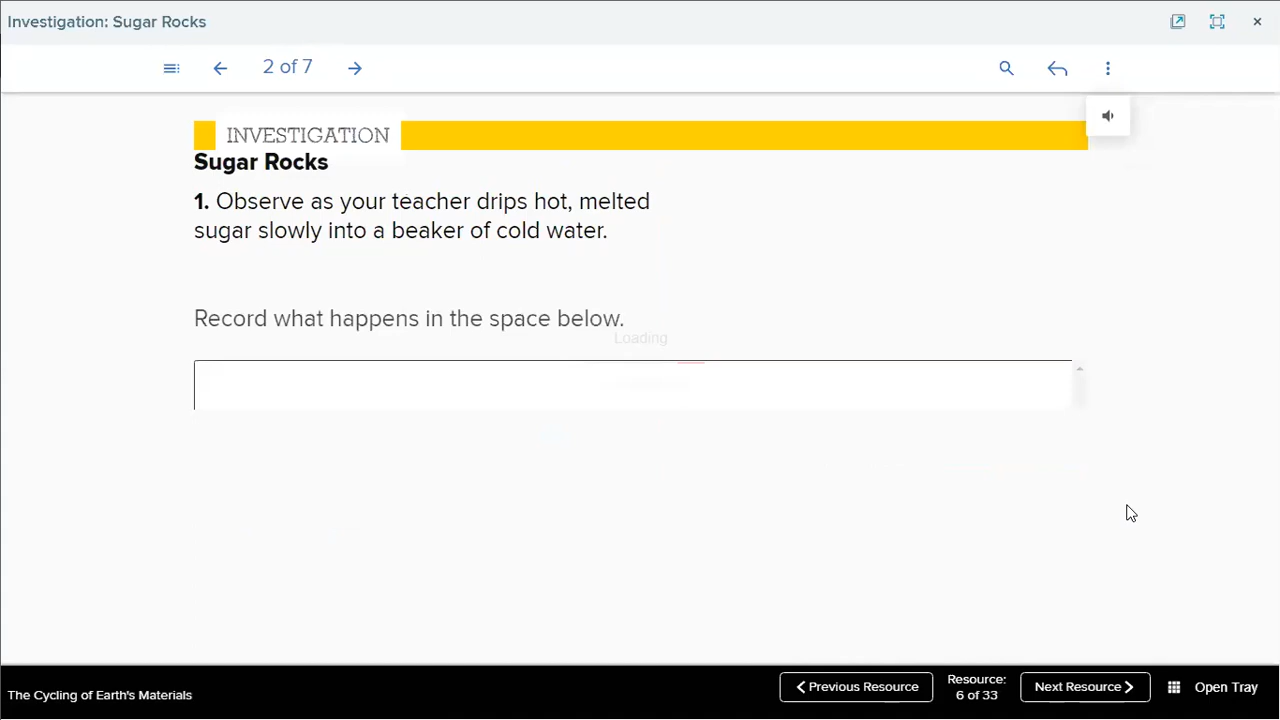 Investigation: Sugar Rocks
2 of 7
INVESTIGATION
Sugar Rocks
1. Observe as your teacher drips hot, melted
sugar slowly into a beaker of cold water.
Record what happens in the space below.
Loading
The Cycling of Earth's Materials
Previous Resource
Resource:
6 of 33
Next Resource
Open Tray